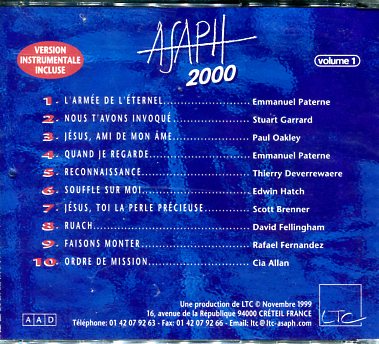 VERSION
INSTRUMENTALE
INCLUSE
ASAPH
2000
volume 1
1. L'ARMÉE DE L'ÉTERNEL Emmanuel Paterne
2. NOUS T'AVONS INVOQUÉ Stuart Garrard
3. JÉSUS, AMI DE MON ÂME Paul Oakley
4. QUAND JE REGARDE Emmanuel Paterne
5. RECONNAISSANCE Thierry Deverrewaere
6. SOUFFLE SUR MOI Edwin Hatch
7. JÉSUS, TOI LA PERLE PRÉCIEUSE Scott Brenner
8. RUACH David Fellingham
9. FAISONS MONTER Rafael Fernandez
10. ORDRE DE MISSION Cia Allan
AAD
Une production de LTC © Novembre 1999
16, avenue de la République 94000 CRÉTEIL FRANCE
Téléphone: 01 42 07 92 63 - Fax: 01 42 07 92 66 - Email: ltc@ltc-asaph.com
LTC